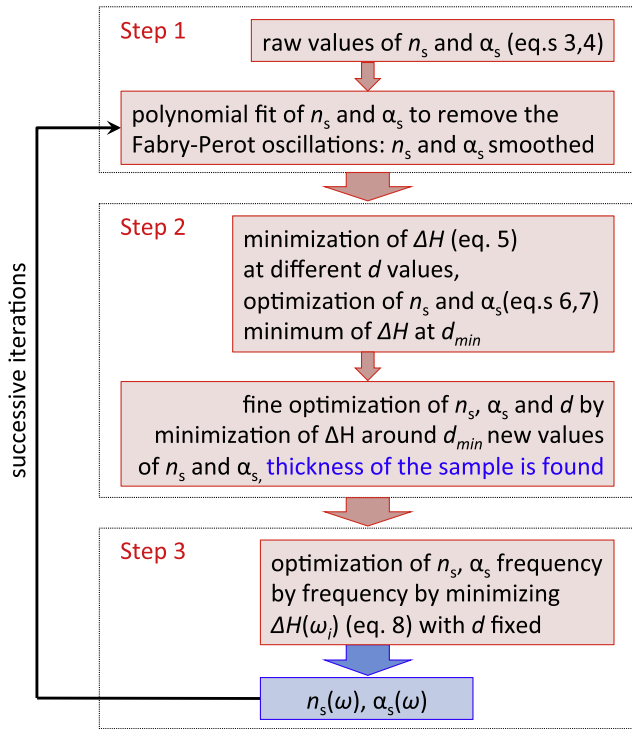 Step 1
raw values of nₛ and αₛ (eq.s 3,4)
polynomial fit of nₛ and αₛ to remove the
Fabry-Perot oscillations: nₛ and αₛ smoothed
Step 2
minimization of ΔH (eq. 5)
at different d values,
optimization of nₛ and αₛ(eq.s 6,7)
minimum of ΔH at d_min
fine optimization of nₛ, αₛ and d by
minimization of ΔH around d_min new values
of nₛ and αₛ, thickness of the sample is found
successive iterations
Step 3
optimization of nₛ, αₛ frequency
by frequency by minimizing
ΔH(ωᵢ) (eq. 8) with d fixed
nₛ(ω), αₛ(ω)